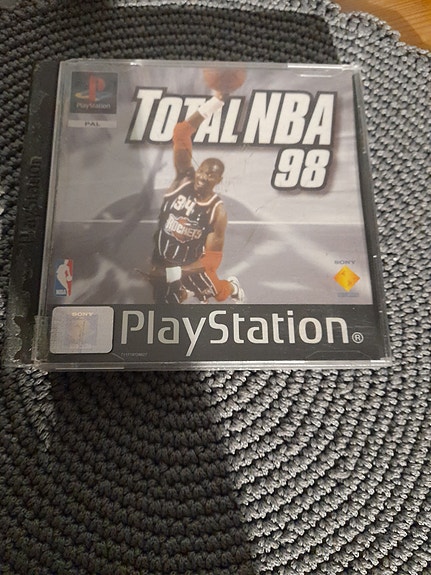 PlayStation
PAL
TOTAL NBA
98
34
ROCKETS
SONY
SONY
PlayStation®